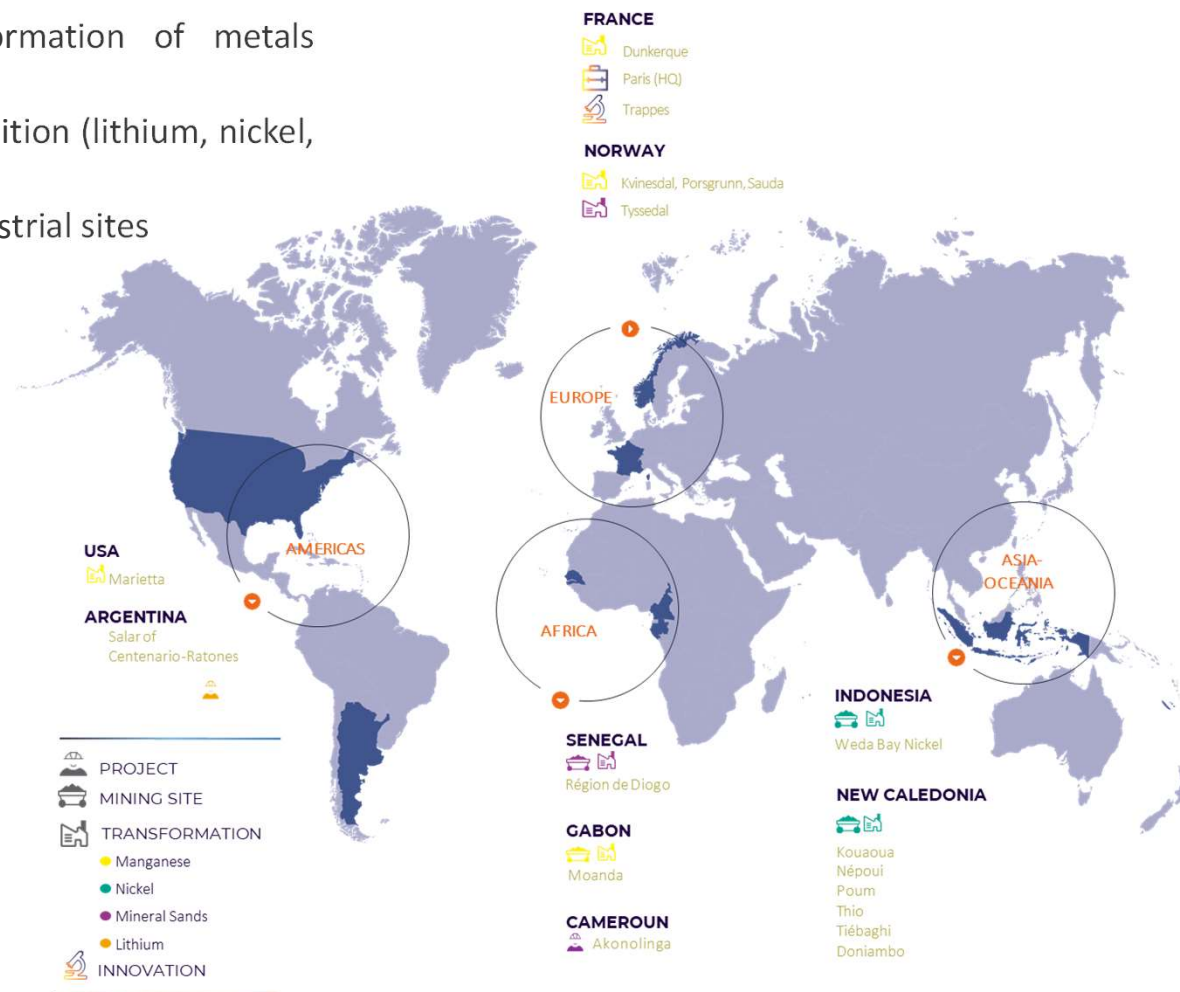 ormation of metals
ition (lithium, nickel,
strial sites
FRANCE
Dunkerque
Paris (HQ)
Trappes
NORWAY
Kvinesdal, Porsgrunn, Sauda
Tyssedal
EUROPE
AMERICAS
AFRICA
ASIA-
OCEANIA
USA
Marietta
ARGENTINA
Salar of
Centenario-Ratones
PROJECT
MINING SITE
TRANSFORMATION
Manganese
Nickel
Mineral Sands
Lithium
INNOVATION
SENEGAL
Région de Diogo
GABON
Moanda
CAMEROUN
Akonolinga
INDONESIA
Weda Bay Nickel
NEW CALEDONIA
Kouaoua
Népoui
Poum
Thio
Tiébaghi
Doniambo